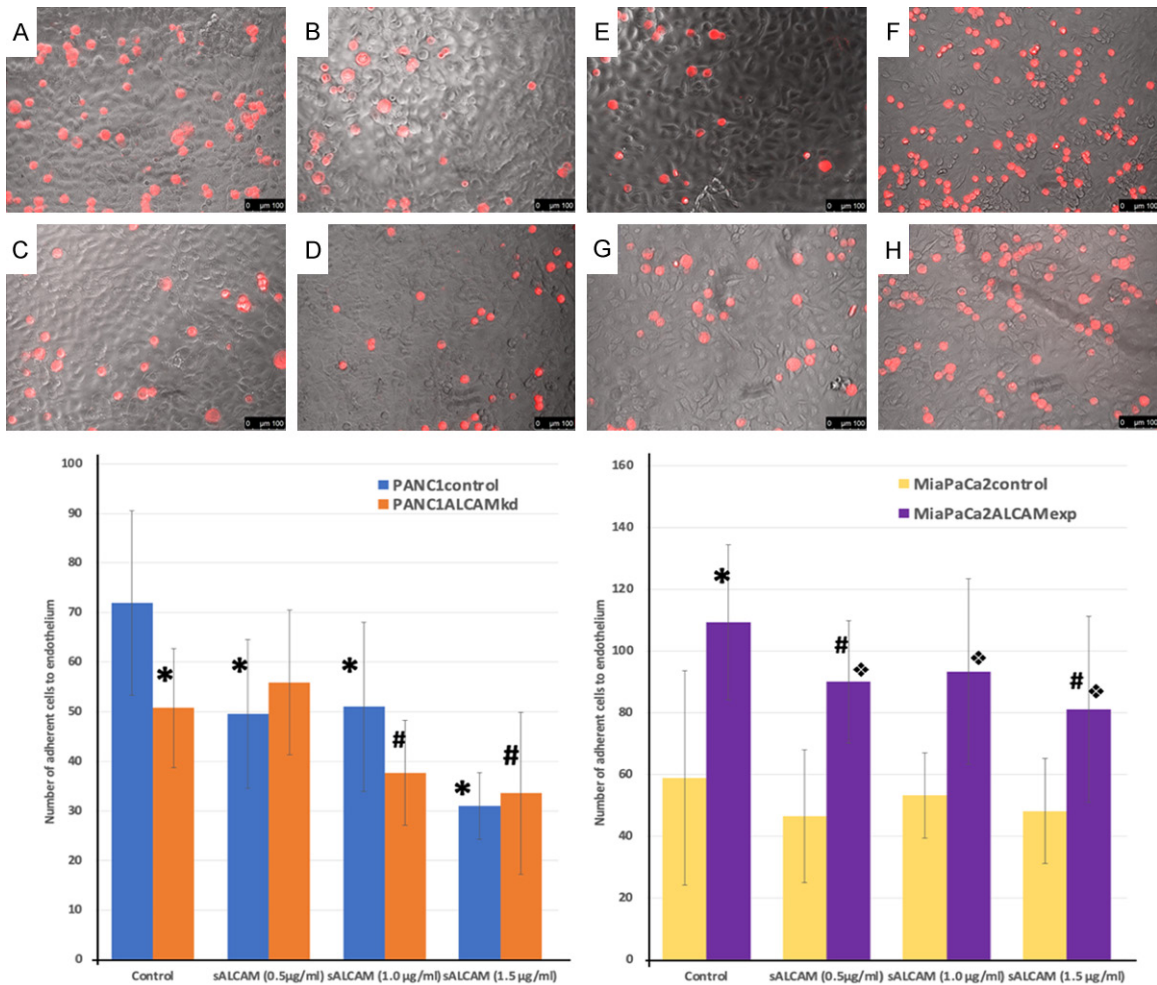 A
B
E
F
0 µm 100
0 µm 100
0 µm 100
0 µm 100
C
D
G
H
0 µm 100
0 µm 100
0 µm 100
0 µm 100
Number of adherent cells to endothelium
100
90
80
70
60
50
40
30
20
10
0
PANC1control
PANC1ALCAMkd
*
*
*
#
*
#
Control
sALCAM (0.5µg/ml)
sALCAM (1.0 µg/ml)
sALCAM (1.5 µg/ml)
Number of adherent cells to endothelium
160
140
120
100
80
60
40
20
0
MiaPaCa2control
MiaPaCa2ALCAMexp
*
# ❖
❖
# ❖
Control
sALCAM (0.5µg/ml)
sALCAM (1.0 µg/ml)
sALCAM (1.5 µg/ml)